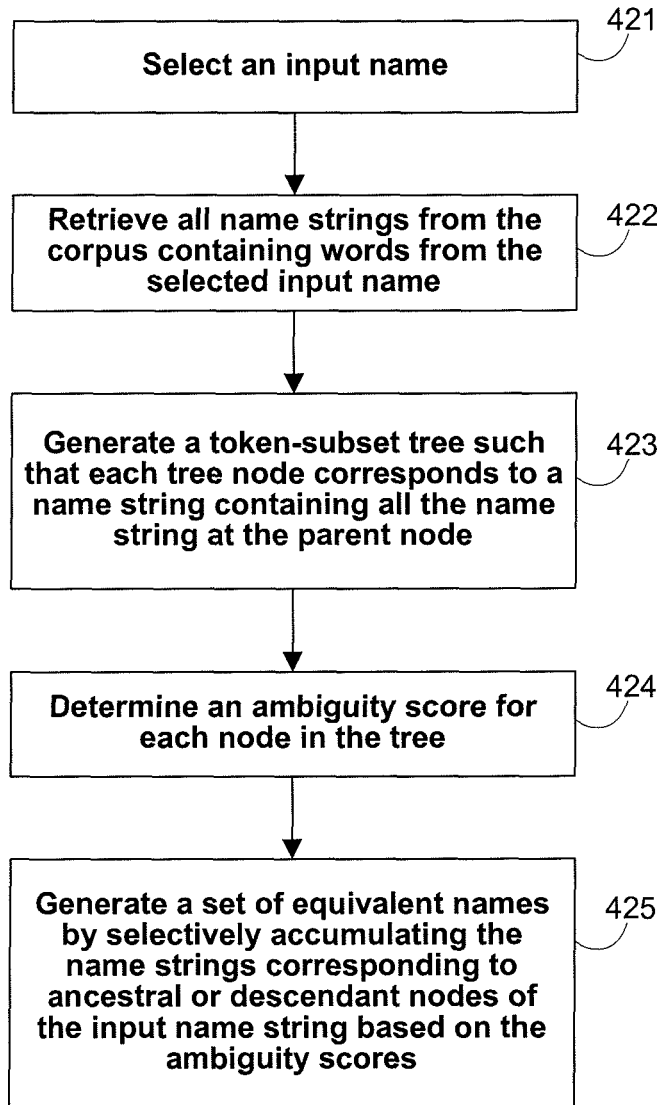 421
Select an input name
422
Retrieve all name strings from the
corpus containing words from the
selected input name
423
Generate a token-subset tree such
that each tree node corresponds to a
name string containing all the name
string at the parent node
424
Determine an ambiguity score for
each node in the tree
425
Generate a set of equivalent names
by selectively accumulating the
name strings corresponding to
ancestral or descendant nodes of
the input name string based on the
ambiguity scores